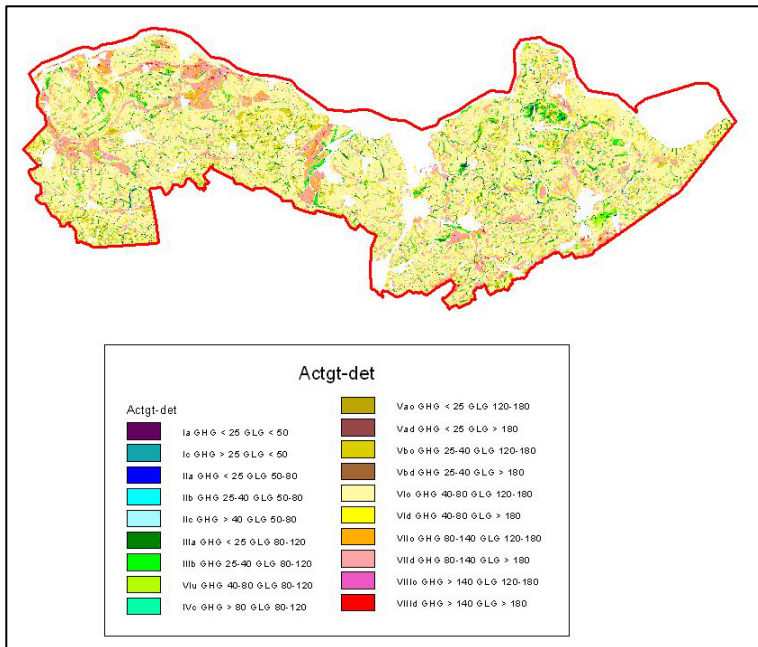 Actgt-det
Actgt-det
Ia GHG < 25 GLG < 50
Ic GHG > 25 GLG < 50
IIa GHG < 25 GLG 50-80
IIb GHG 25-40 GLG 50-80
IIc GHG > 40 GLG 50-80
IIIa GHG < 25 GLG 80-120
IIIb GHG 25-40 GLG 80-120
VIu GHG 40-80 GLG 80-120
IVc GHG > 80 GLG 80-120
Vao GHG < 25 GLG 120-180
Vad GHG < 25 GLG > 180
Vbo GHG 25-40 GLG 120-180
Vbd GHG 25-40 GLG > 180
VIo GHG 40-80 GLG 120-180
VId GHG 40-80 GLG > 180
VIIo GHG 80-140 GLG 120-180
VIId GHG 80-140 GLG > 180
VIIIo GHG > 140 GLG 120-180
VIIId GHG > 140 GLG > 180